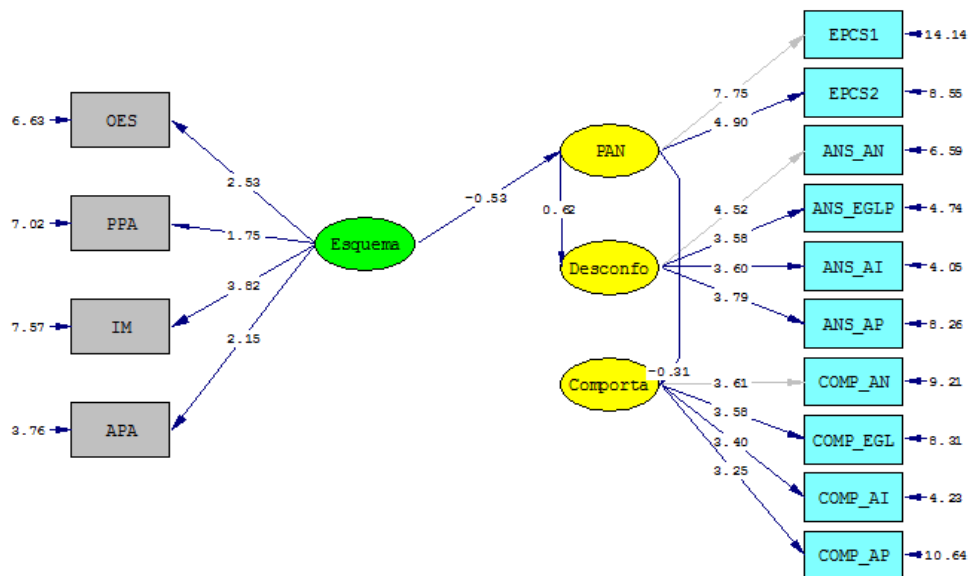 EPCS1
14.14
7.75
EPCS2
8.55
4.90
6.63
OES
PAN
ANS_AN
6.59
2.53
-0.53
4.52
ANS_EGLP
4.74
0.62
3.58
7.02
PPA
1.75
Esquema
Desconfo
3.60
ANS_AI
4.05
3.82
3.79
7.57
IM
ANS_AP
8.26
2.15
Comporta
-0.31
3.61
COMP_AN
9.21
3.58
3.76
APA
COMP_EGL
8.31
3.40
3.25
COMP_AI
4.23
COMP_AP
10.64